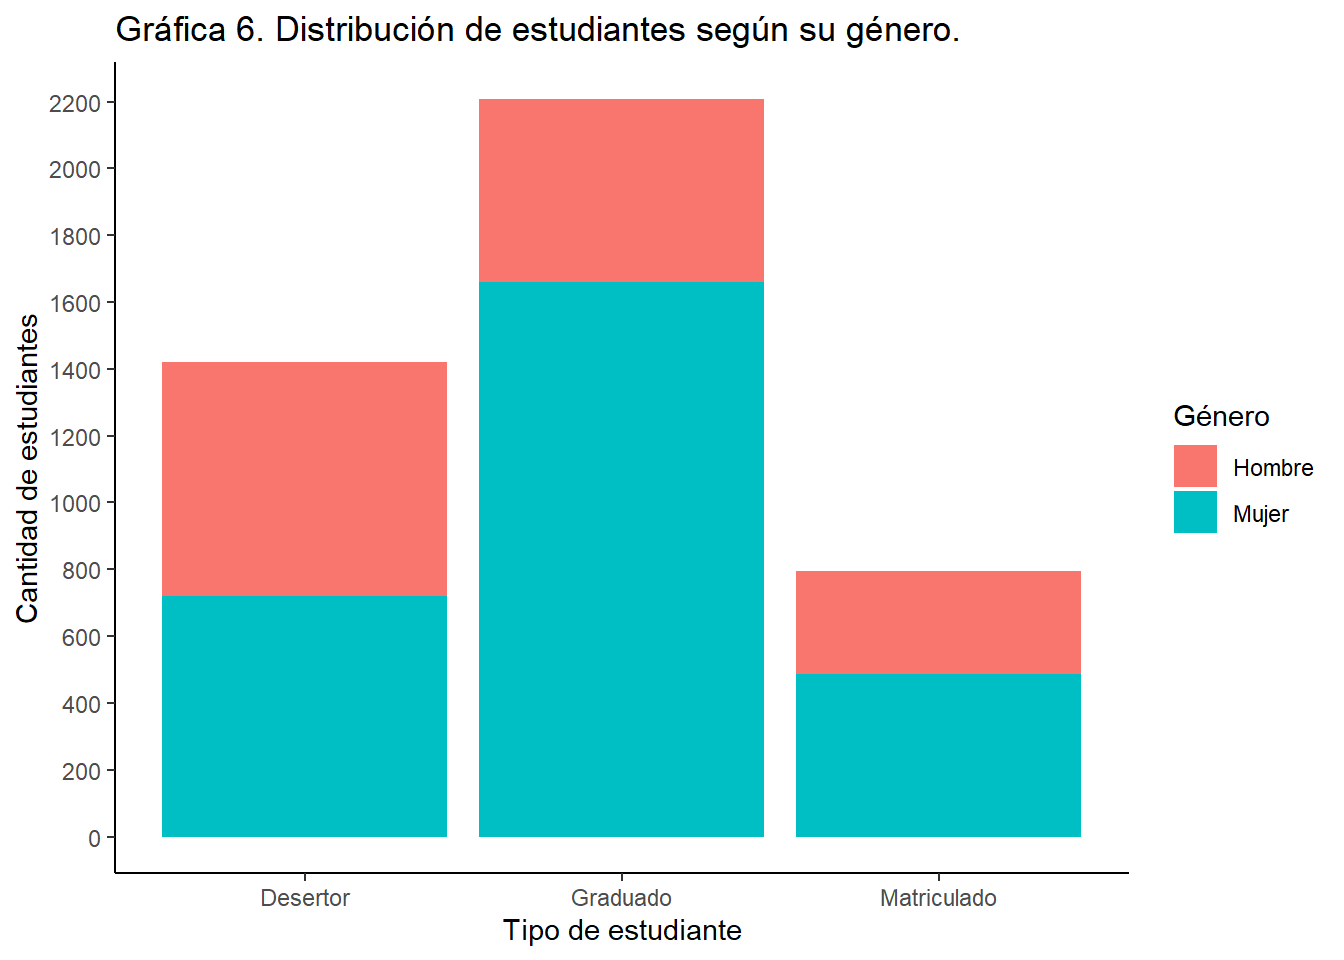 Gráfica 6. Distribución de estudiantes según su género.
Cantidad de estudiantes
2200
2000
1800
1600
1400
1200
1000
800
600
400
200
0
Desertor
Graduado
Matriculado
Tipo de estudiante
Género
Hombre
Mujer